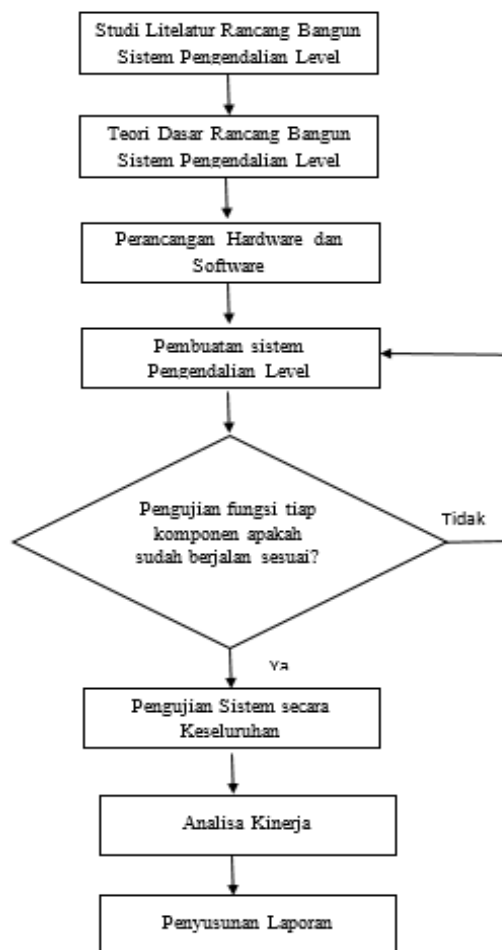 Studi Litelatur Rancang Bangun
Sistem Pengendalian Level
Teori Dasar Rancang Bangun
Sistem Pengendalian Level
Perancangan Hardware dan
Software
Pembuatan sistem
Pengendalian Level
Pengujian fungsi tiap
komponen apakah
sudah berjalan sesuai?
Tidak
Ya
Pengujian Sistem secara
Keseluruhan
Analisa Kinerja
Penyusunan Laporan